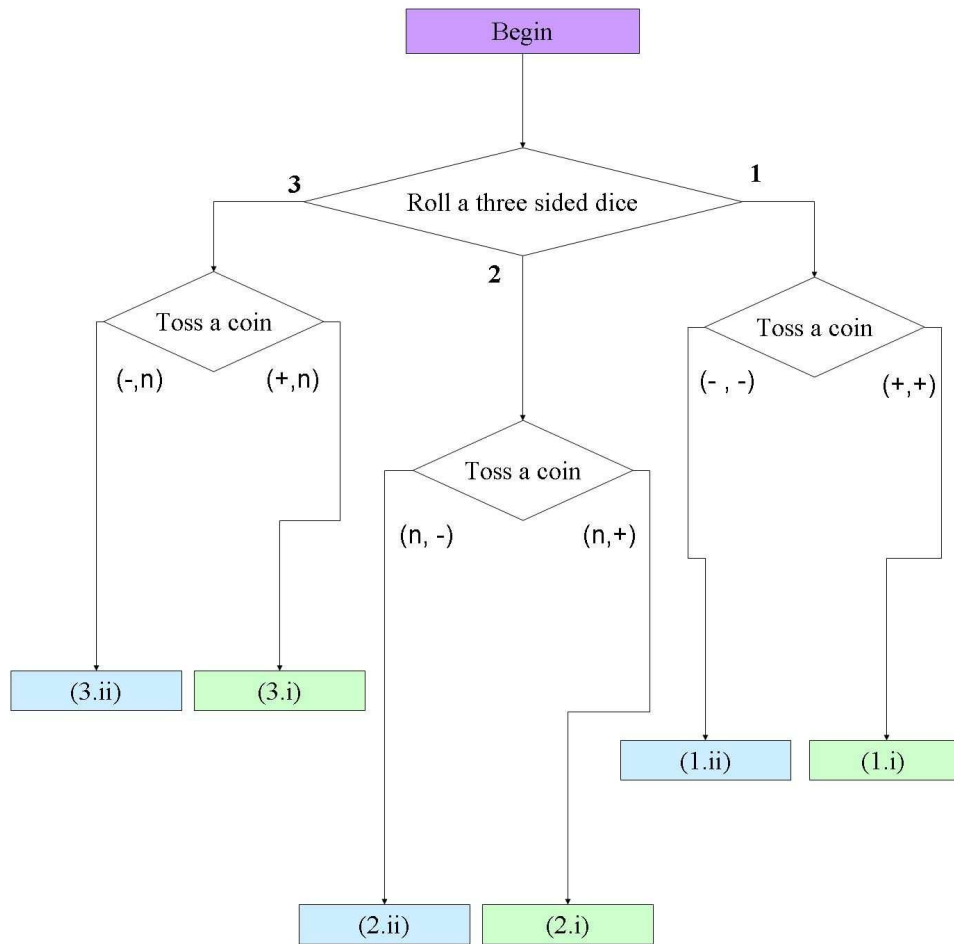 Begin
3
1
Roll a three sided dice
2
Toss a coin
Toss a coin
(-,n)
(+,n)
(- , -)
(+,+)
Toss a coin
(n, -)
(n,+)
(3.ii)
(3.i)
(1.ii)
(1.i)
(2.ii)
(2.i)